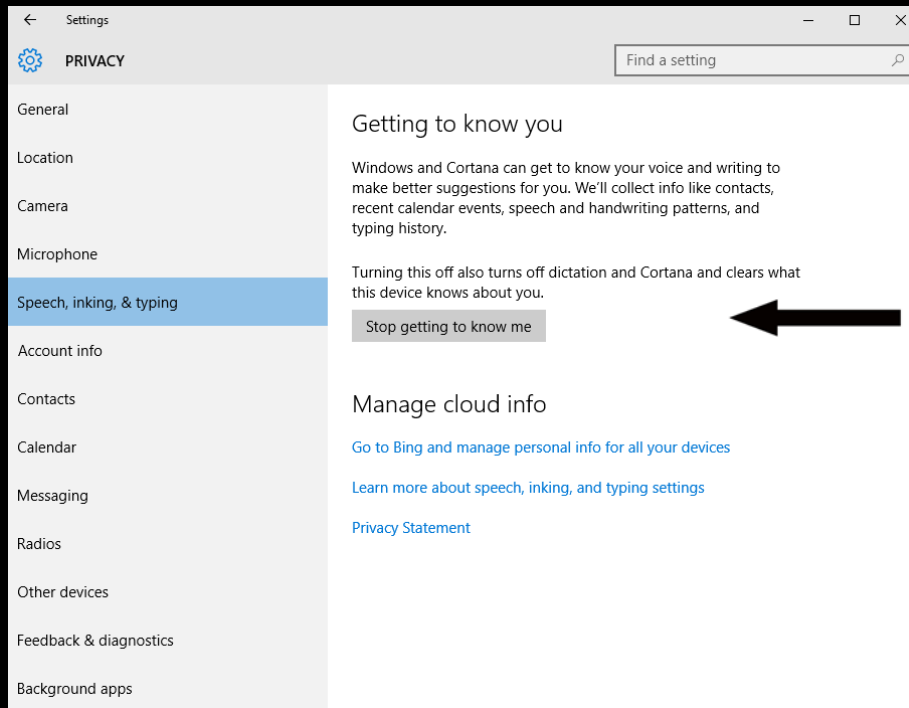 Settings
PRIVACY
Find a setting
General
Location
Camera
Microphone
Speech, inking, & typing
Account info
Contacts
Calendar
Messaging
Radios
Other devices
Feedback & diagnostics
Background apps
Getting to know you
Windows and Cortana can get to know your voice and writing to
make better suggestions for you. We'll collect info like contacts,
recent calendar events, speech and handwriting patterns, and
typing history.
Turning this off also turns off dictation and Cortana and clears what
this device knows about you.
Stop getting to know me
Manage cloud info
Go to Bing and manage personal info for all your devices
Learn more about speech, inking, and typing settings
Privacy Statement